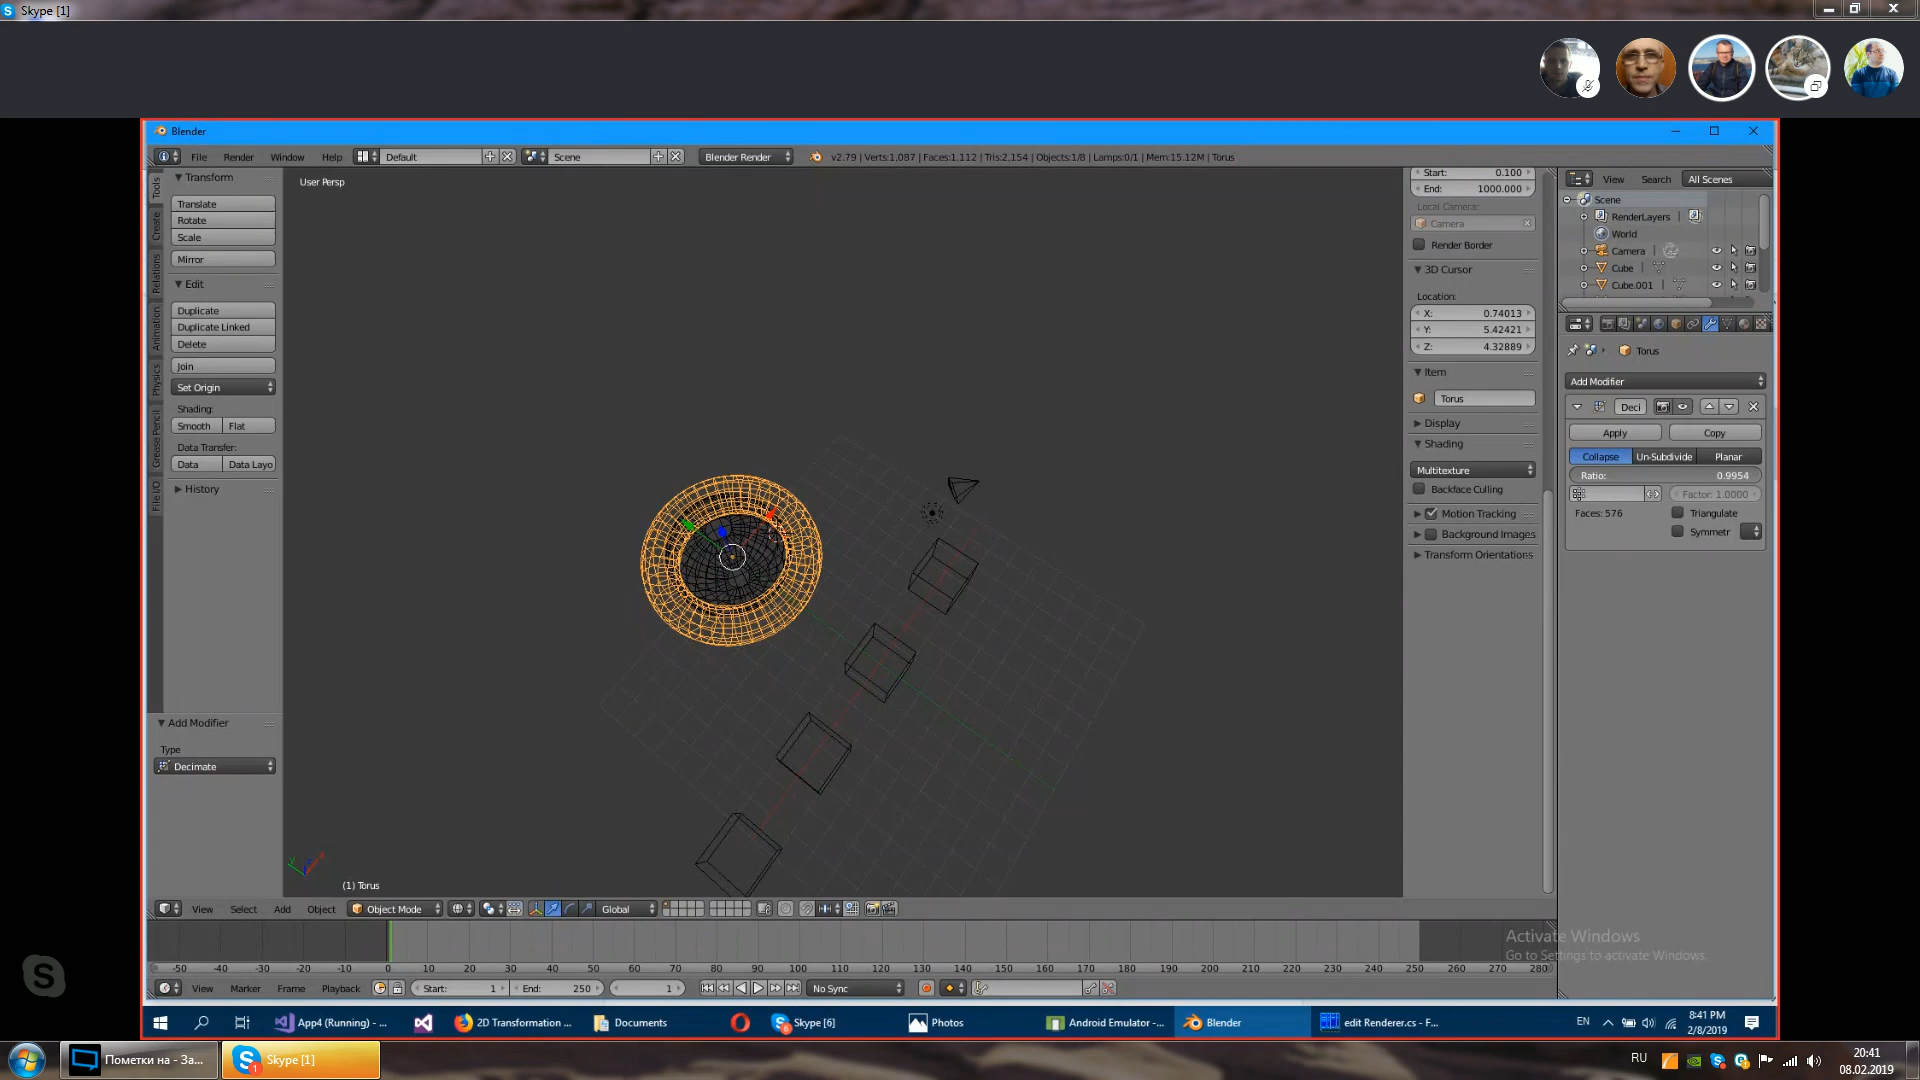 Skype [1]
Blender
File Render Window Help Default Scene Blender Render v2.79 | Verts:1,087 | Faces:1,112 | Tris:2,154 | Objects:1/8 | Lamps:0/1 | Mem:15.12M | Torus
Tools
Create
Relations
Animation
Physics
Grease Pencil
File I/O
Transform
Translate
Rotate
Scale
Mirror
Edit
Duplicate
Duplicate Linked
Delete
Join
Set Origin
Shading:
Smooth Flat
Data Transfer:
Data Data Layo
History
Add Modifier
Type
Decimate
User Persp
(1) Torus
Start: 0.100
End: 1000.000
Local Camera:
Camera
Render Border
3D Cursor
Location:
X: 0.74013
Y: 5.42421
Z: 4.32889
Item
Torus
Display
Shading
Multitexture
Backface Culling
Motion Tracking
Background Images
Transform Orientations
View Search All Scenes
Scene
RenderLayers
World
Camera
Cube
Cube.001
Torus
Add Modifier
Deci
Apply Copy
Collapse Un-Subdivide Planar
Ratio: 0.9954
Factor: 1.0000
Faces: 576 Triangulate
Symmetr
View Select Add Object Object Mode Global
-50 -40 -30 -20 -10 0 10 20 30 40 50 60 70 80 90 100 110 120 130 140 150 160 170 180 190 200 210 220 230 240 250 260 270 280
View Marker Frame Playback Start: 1 End: 250 1 No Sync
Activate Windows
Go to Settings to activate Windows.
App4 (Running) - ... 2D Transformation ... Documents Skype [6] Photos Android Emulator -... Blender edit Renderer.cs - F... EN 8:41 PM
2/8/2019
Пометки на - За... Skype [1] 1 RU 20:41
08.02.2019